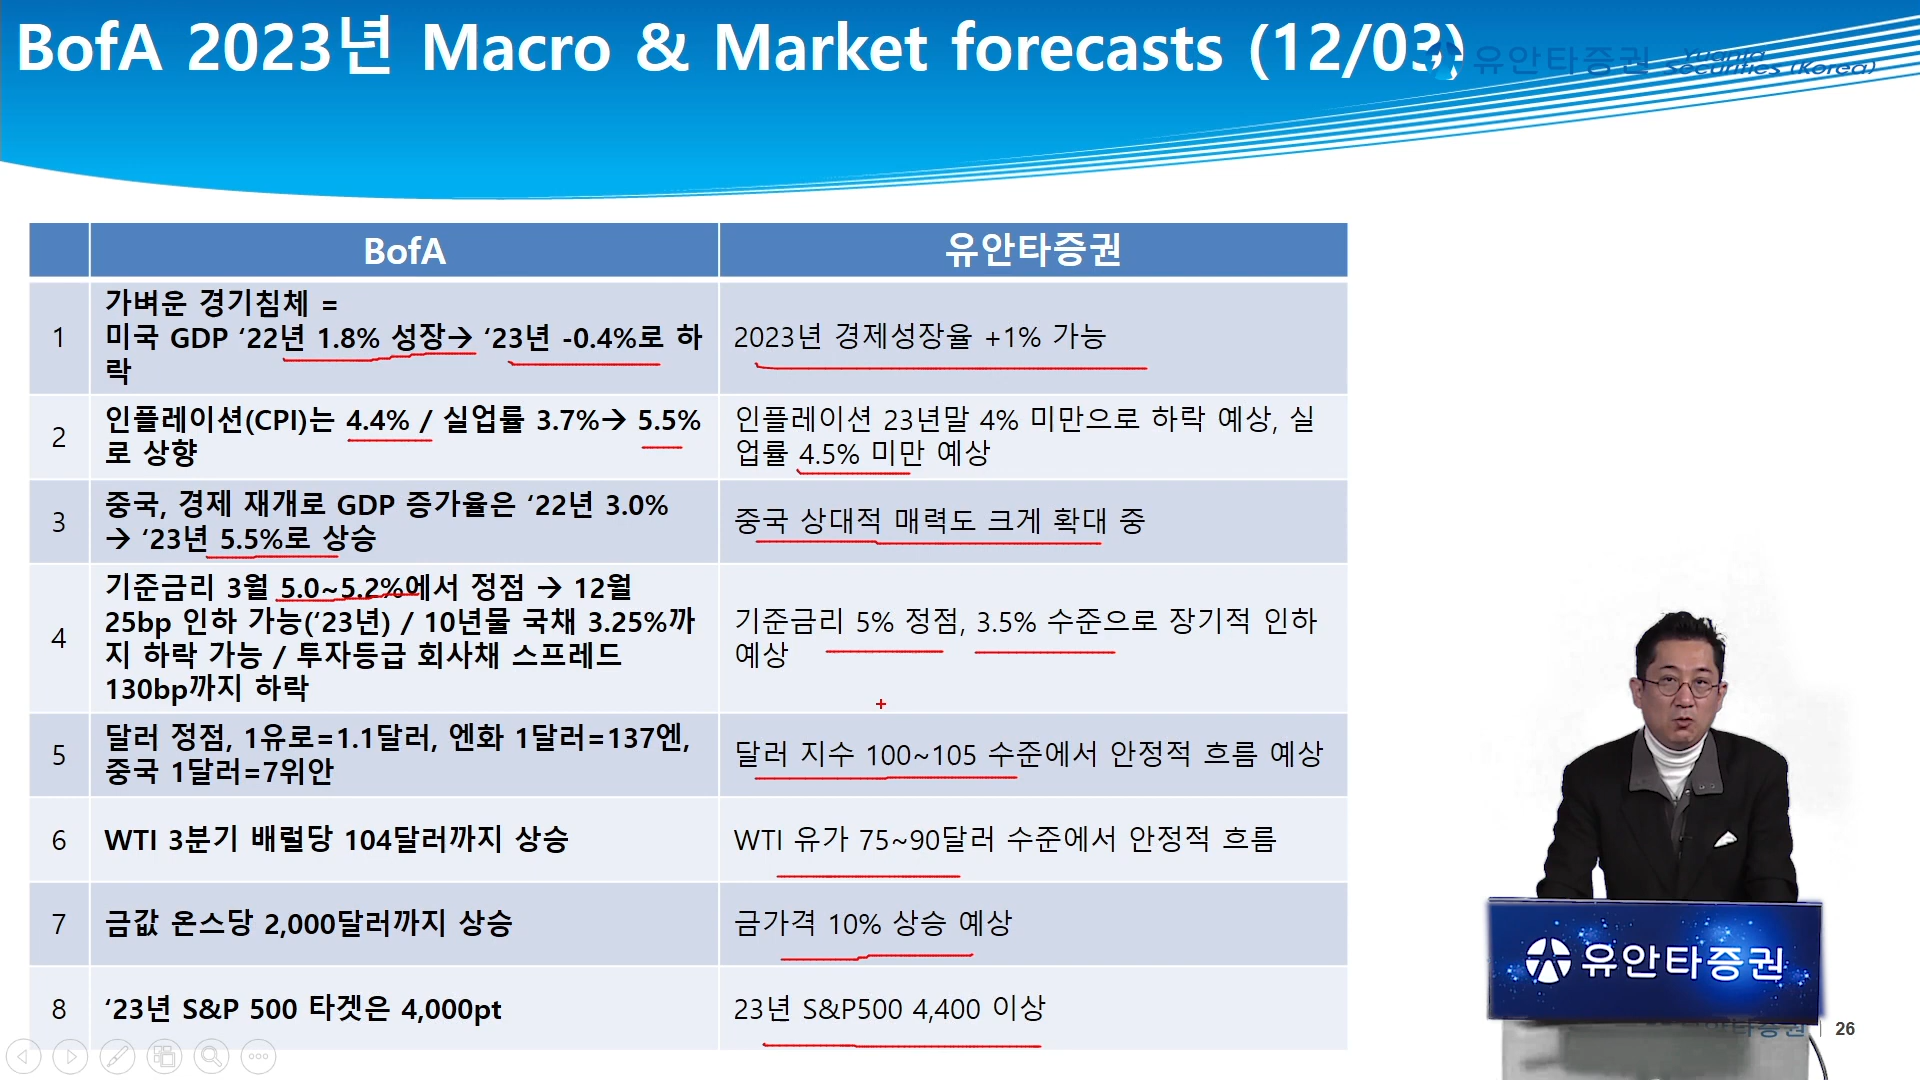 BofA 2023년 Macro & Market forecasts (12/03)
유안타증권 Yuanta Securities (Korea)
BofA
유안타증권
1
가벼운 경기침체 =
미국 GDP ‘22년 1.8% 성장→ ‘23년 -0.4%로 하
락
2023년 경제성장율 +1% 가능
2
인플레이션(CPI)는 4.4% / 실업률 3.7%→ 5.5%
로 상향
인플레이션 23년말 4% 미만으로 하락 예상, 실
업률 4.5% 미만 예상
3
중국, 경제 재개로 GDP 증가율은 ‘22년 3.0%
→ ‘23년 5.5%로 상승
중국 상대적 매력도 크게 확대 중
4
기준금리 3월 5.0~5.2%에서 정점 → 12월
25bp 인하 가능(‘23년) / 10년물 국채 3.25%까
지 하락 가능 / 투자등급 회사채 스프레드
130bp까지 하락
기준금리 5% 정점, 3.5% 수준으로 장기적 인하
예상
5
달러 정점, 1유로=1.1달러, 엔화 1달러=137엔,
중국 1달러=7위안
달러 지수 100~105 수준에서 안정적 흐름 예상
6
WTI 3분기 배럴당 104달러까지 상승
WTI 유가 75~90달러 수준에서 안정적 흐름
7
금값 온스당 2,000달러까지 상승
금가격 10% 상승 예상
8
‘23년 S&P 500 타겟은 4,000pt
23년 S&P500 4,400 이상
유안타증권
유안타증권
26